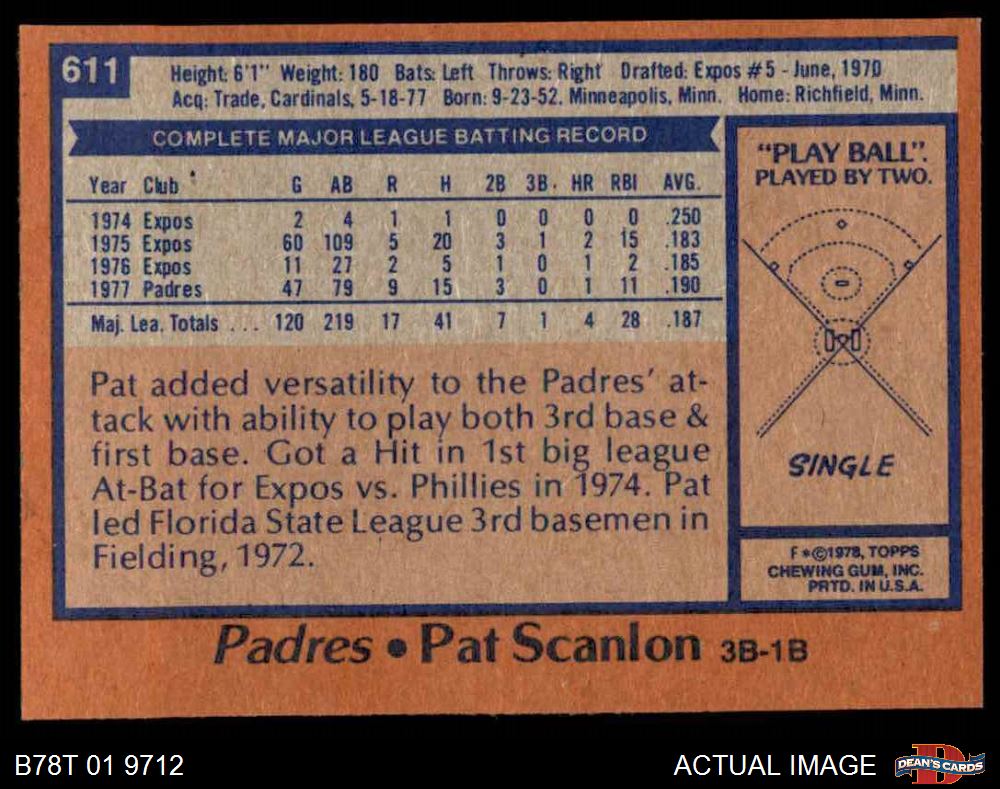 611
Height: 6'1" Weight: 180 Bats: Left Throws: Right Drafted: Expos #5 - June, 1970
Acq: Trade, Cardinals, 5-18-77 Born: 9-23-52, Minneapolis, Minn. Home: Richfield, Minn.
COMPLETE MAJOR LEAGUE BATTING RECORD
Year Club G AB R H 2B 3B HR RBI AVG.
1974 Expos 2 4 1 1 0 0 0 0 .250
1975 Expos 60 109 5 20 3 1 2 15 .183
1976 Expos 11 27 2 5 1 0 1 2 .185
1977 Padres 47 79 9 15 3 0 1 11 .190
Maj. Lea. Totals ... 120 219 17 41 7 1 4 28 .187
Pat added versatility to the Padres' at-
tack with ability to play both 3rd base &
first base. Got a Hit in 1st big league
At-Bat for Expos vs. Phillies in 1974. Pat
led Florida State League 3rd basemen in
Fielding, 1972.
"PLAY BALL".
PLAYED BY TWO.
SINGLE
F*©1978, TOPPS
CHEWING GUM, INC.
PRTD. IN U.S.A.
Padres • Pat Scanlon 3B-1B
B78T 01 9712
ACTUAL IMAGE
D
DEAN'S CARDS